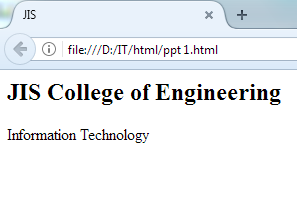 JIS
file:///D:/IT/html/ppt 1.html
JIS College of Engineering
Information Technology